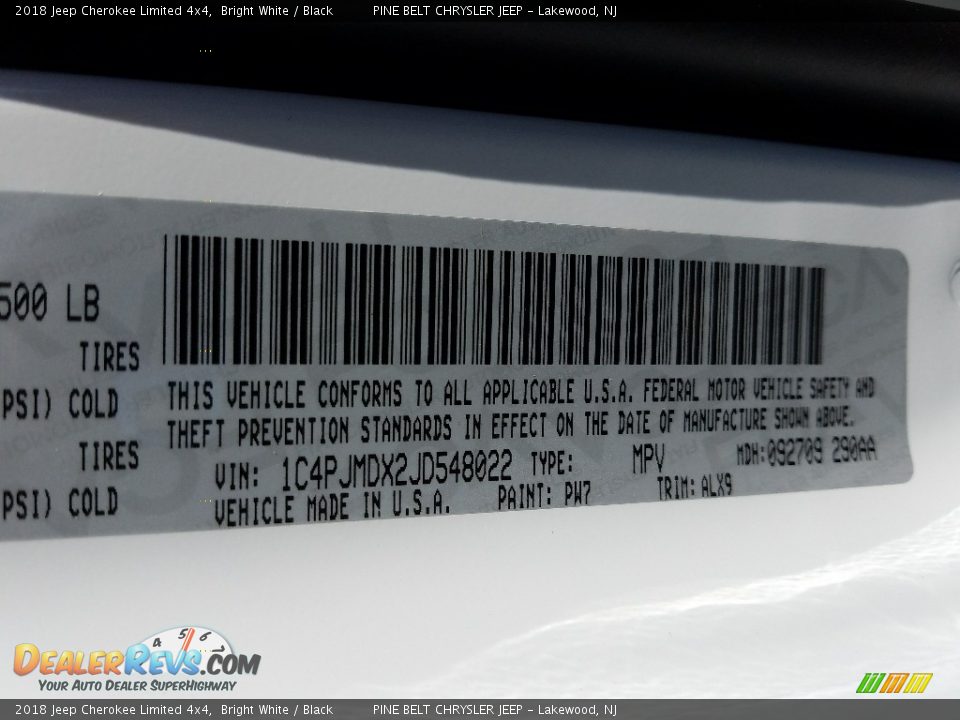 2018 Jeep Cherokee Limited 4x4, Bright White / Black PINE BELT CHRYSLER JEEP - Lakewood, NJ
500 LB
TIRES
PSI) COLD
TIRES
PSI) COLD
THIS VEHICLE CONFORMS TO ALL APPLICABLE U.S.A. FEDERAL MOTOR VEHICLE SAFETY AND
THEFT PREVENTION STANDARDS IN EFFECT ON THE DATE OF MANUFACTURE SHOWN ABOVE.
VIN: 1C4PJMDX2JD548022 TYPE: MPV MDH:092709 290AA
VEHICLE MADE IN U.S.A. PAINT: PW7 TRIM: ALX9
4 5 6
DEALERREVS.COM
YOUR AUTO DEALER SUPERHIGHWAY
2018 Jeep Cherokee Limited 4x4, Bright White / Black PINE BELT CHRYSLER JEEP - Lakewood, NJ